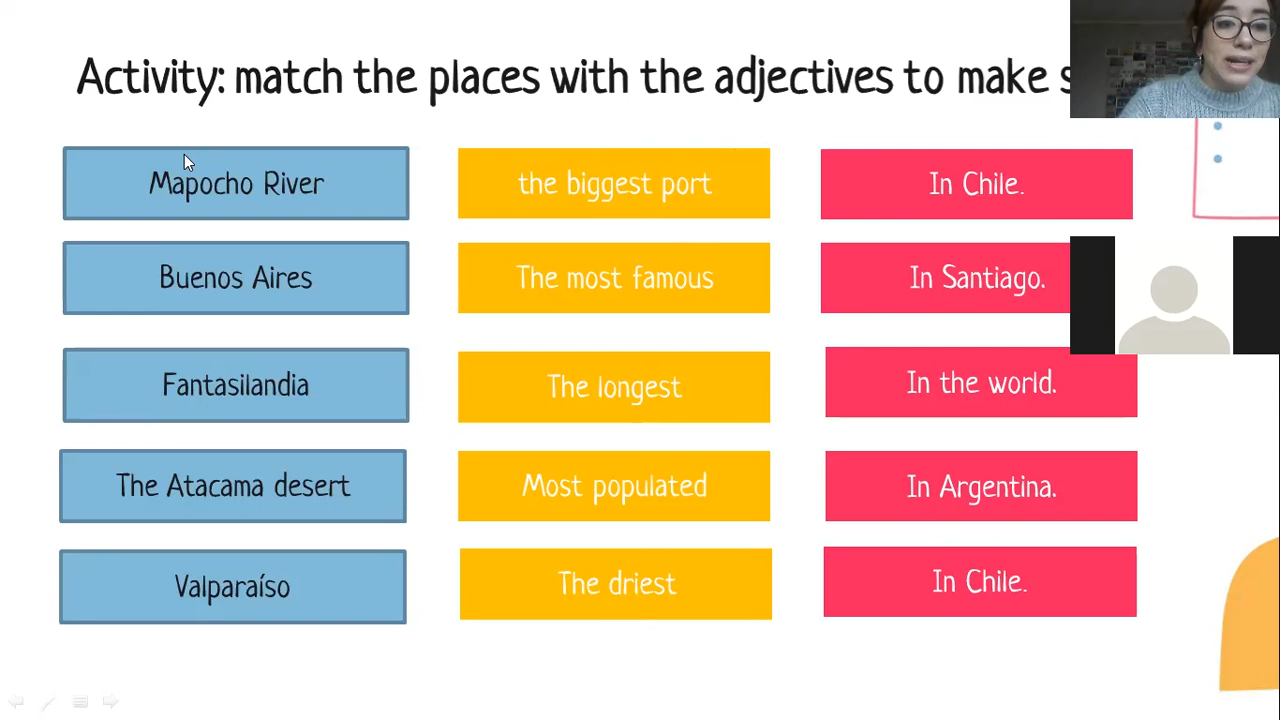 Activity: match the places with the adjectives to make
Mapocho River
the biggest port
In Chile.
Buenos Aires
The most famous
In Santiago.
Fantasilandia
The longest
In the world.
The Atacama desert
Most populated
In Argentina.
Valparaíso
The driest
In Chile.